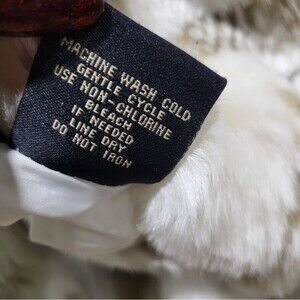 MACHINE WASH COLD
GENTLE CYCLE
USE NON-CHLORINE
BLEACH
IF NEEDED
LINE DRY
DO NOT IRON